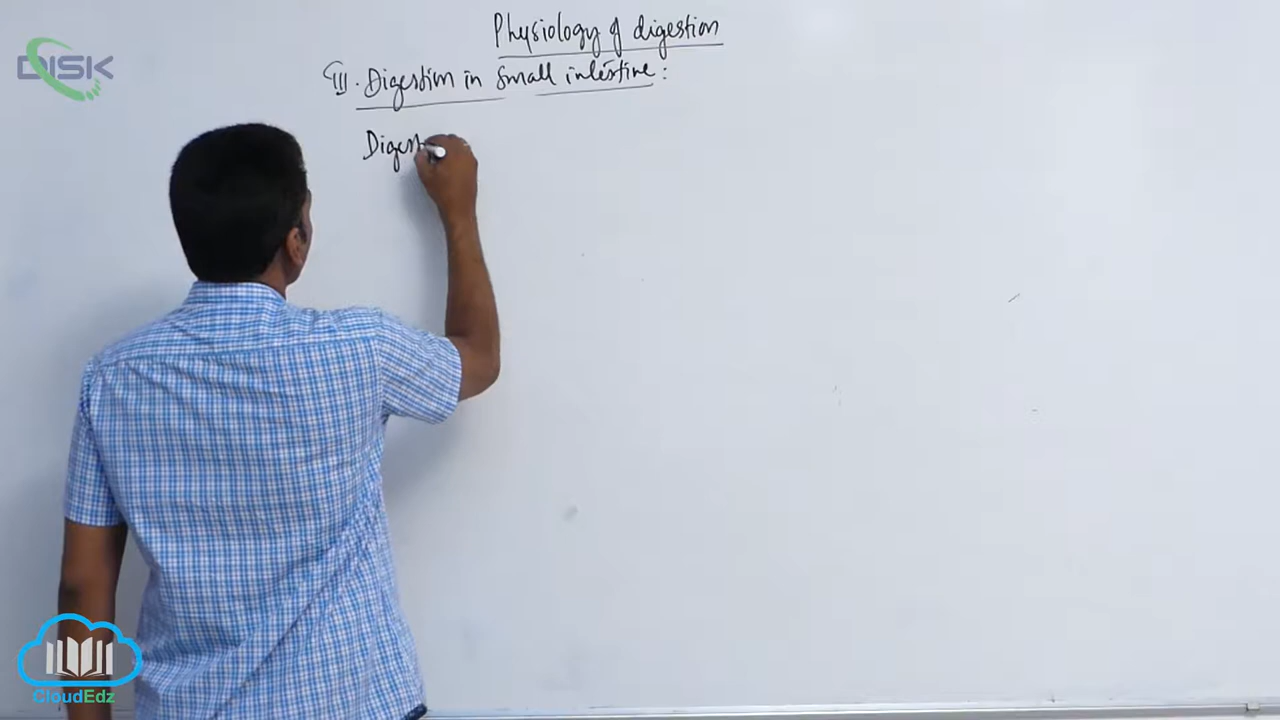 DISK
Physiology of digestion
III. Digestion in Small intestine :
Digest
CloudEdz